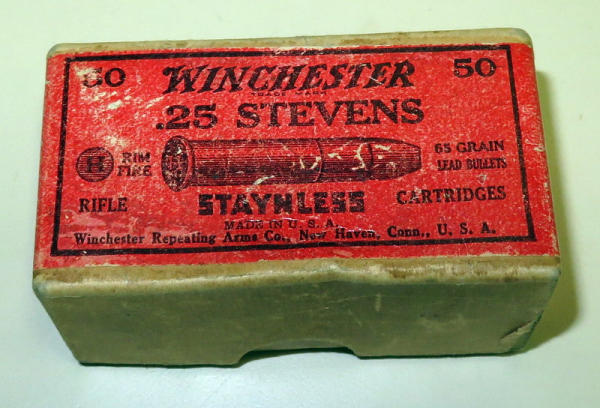 50 WINCHESTER 50
TRADE MARK
.25 STEVENS
H RIM FIRE 65 GRAIN LEAD BULLETS
RIFLE STAYNLESS CARTRIDGES
MADE IN U. S. A.
Winchester Repeating Arms Co., New Haven, Conn., U. S. A.